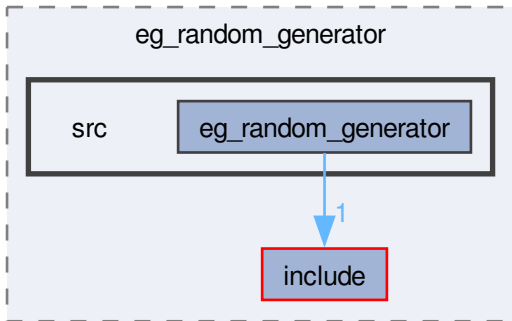 eg_random_generator
src
eg_random_generator
1
include